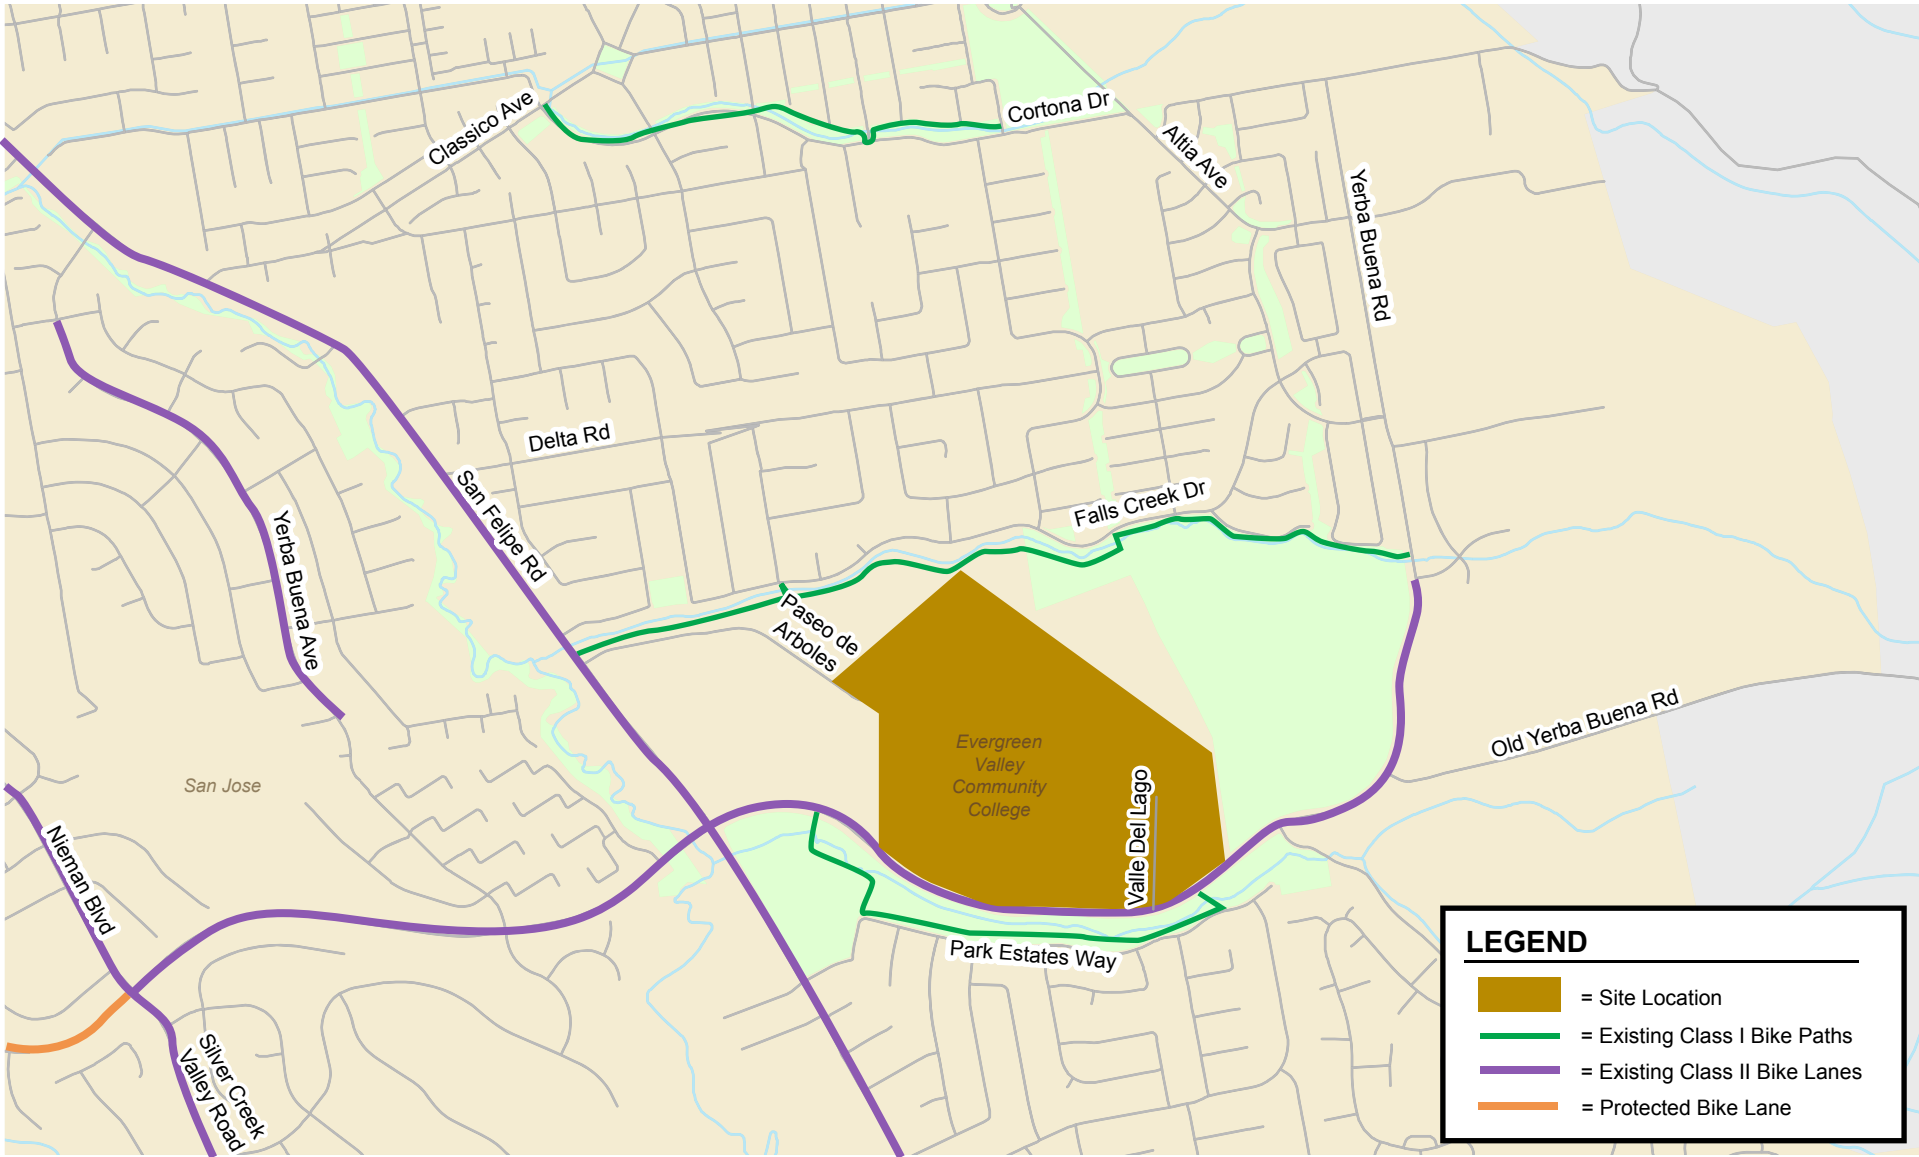 Classico Ave
Cortona Dr
Altia Ave
Yerba Buena Rd
Delta Rd
San Felipe Rd
Falls Creek Dr
Yerba Buena Ave
Paseo de
Arboles
Old Yerba Buena Rd
Evergreen
Valley
Community
College
San Jose
Valle Del Lago
Nieman Blvd
Park Estates Way
Silver Creek
Valley Road
LEGEND
= Site Location
= Existing Class I Bike Paths
= Existing Class II Bike Lanes
= Protected Bike Lane